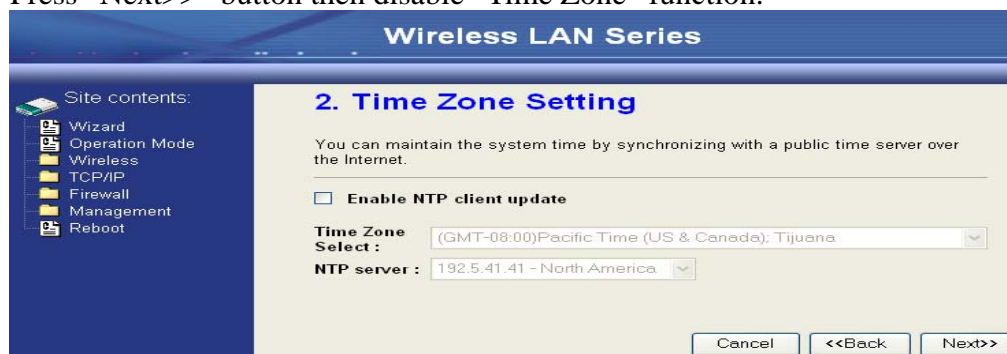 Press "Next>>" button then disable "Time Zone" function.
Wireless LAN Series
Site contents:
Wizard
Operation Mode
Wireless
TCP/IP
Firewall
Management
Reboot
2. Time Zone Setting
You can maintain the system time by synchronizing with a public time server over
the Internet.
Enable NTP client update
Time Zone
Select :
(GMT-08:00)Pacific Time (US & Canada); Tijuana
NTP server :
192.5.41.41 - North America
Cancel
<<Back
Next>>